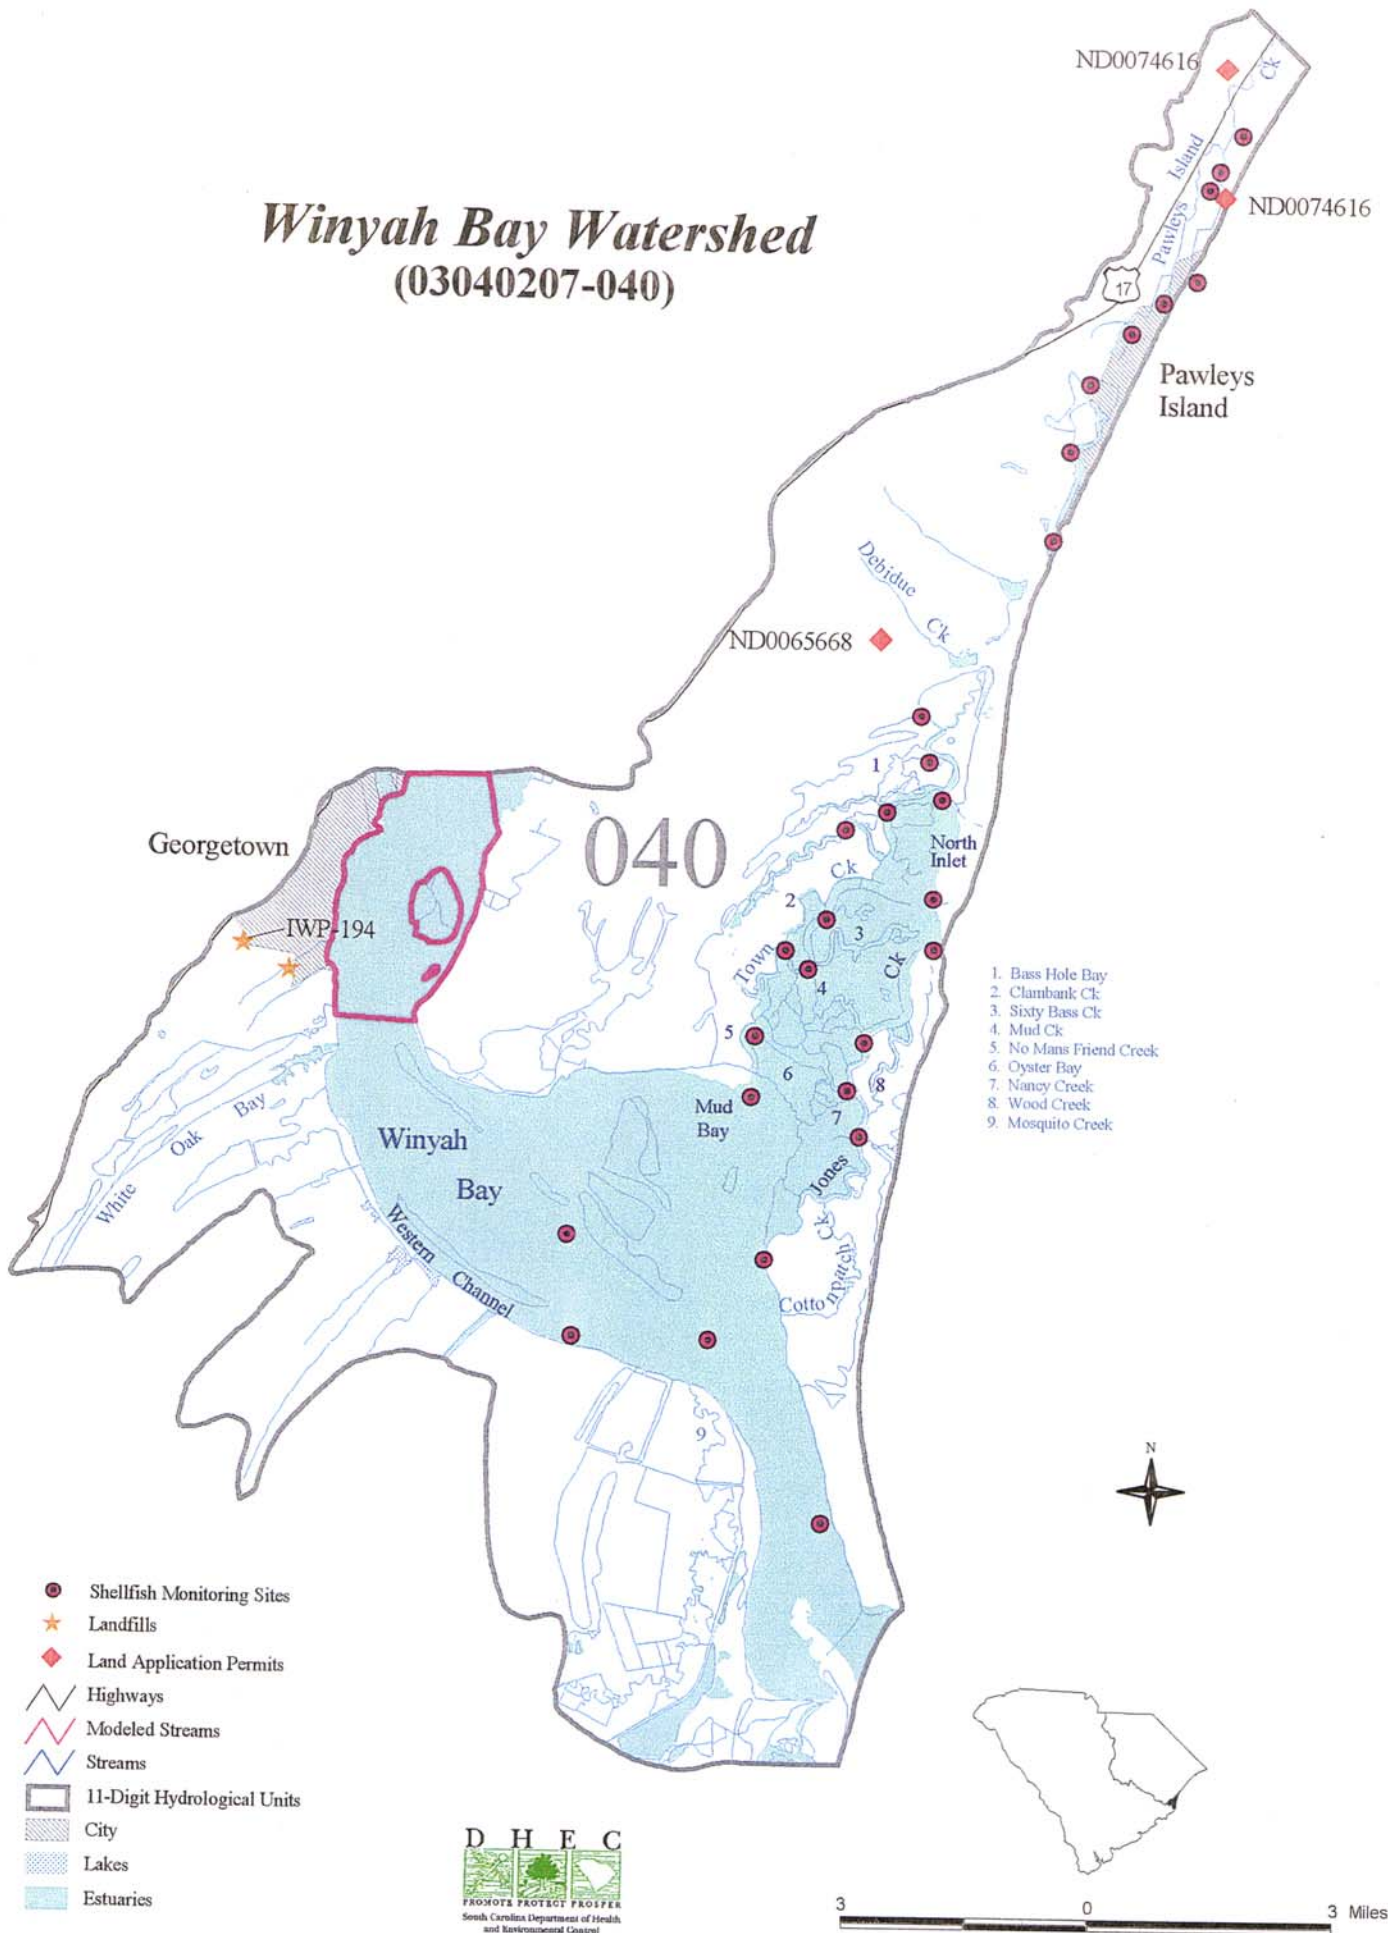 Winyah Bay Watershed
(03040207-040)
ND0074616
Ck
Island
Pawleys
ND0074616
17
Pawleys
Island
Debidue
Ck
ND0065668
1
Georgetown
040
North
Inlet
Ck
2
IWP-194
3
Town
Ck
4
1. Bass Hole Bay
2. Clambank Ck
3. Sixty Bass Ck
4. Mud Ck
5. No Mans Friend Creek
6. Oyster Bay
7. Nancy Creek
8. Wood Creek
9. Mosquito Creek
5
6
8
Mud
Bay
7
White Oak Bay
Winyah
Bay
Jones
Ck
Western Channel
Cottonpatch
9
N
Shellfish Monitoring Sites
Landfills
Land Application Permits
Highways
Modeled Streams
Streams
11-Digit Hydrological Units
City
Lakes
Estuaries
D H E C
PROMOTE PROTECT PROSPER
South Carolina Department of Health
and Environmental Control
3 0 3 Miles